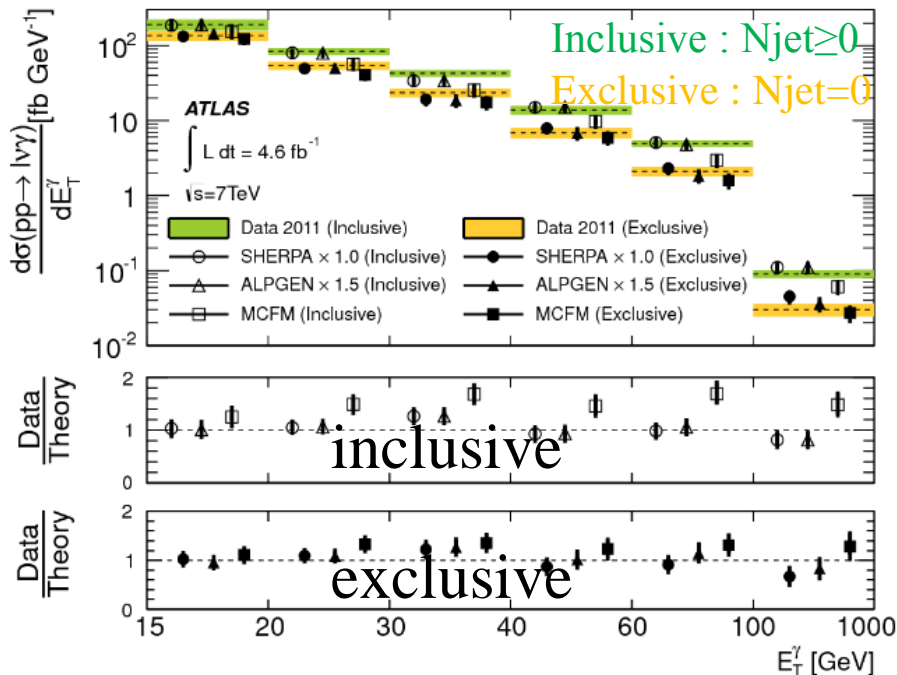 dσ(pp→ lνγ)
dE_T^γ
[fb GeV⁻¹]
10²
10
1
10⁻¹
10⁻²
Inclusive : Njet≥0
Exclusive : Njet=0
ATLAS
∫ L dt = 4.6 fb⁻¹
√s=7TeV
Data 2011 (Inclusive)
Data 2011 (Exclusive)
SHERPA × 1.0 (Inclusive)
SHERPA × 1.0 (Exclusive)
ALPGEN × 1.5 (Inclusive)
ALPGEN × 1.5 (Exclusive)
MCFM (Inclusive)
MCFM (Exclusive)
Data
Theory
2
1
0
inclusive
Data
Theory
2
1
0
exclusive
15 20 30 40 60 100 1000
E_T^γ [GeV]